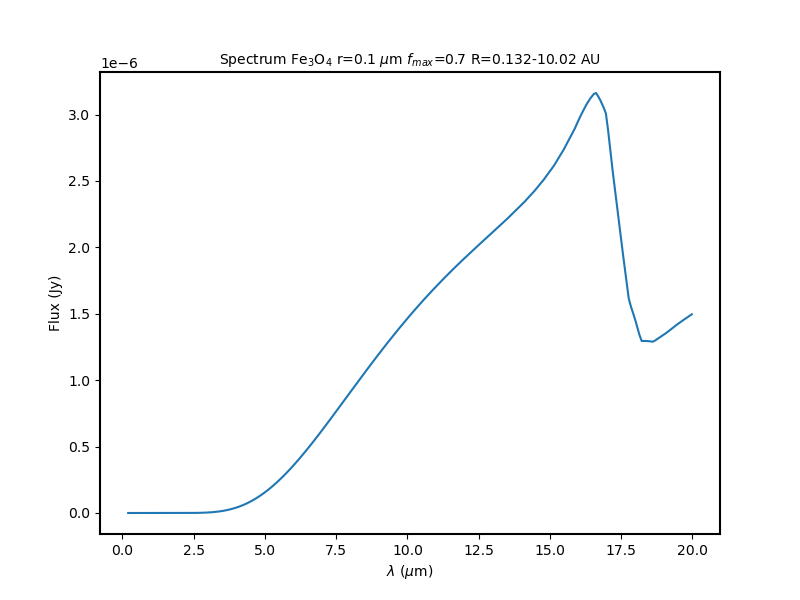 Spectrum Fe₃O₄ r=0.1 μm f_max=0.7 R=0.132-10.02 AU
1e−6
3.0
2.5
2.0
1.5
1.0
0.5
0.0
Flux (Jy)
0.0 2.5 5.0 7.5 10.0 12.5 15.0 17.5 20.0
λ (μm)